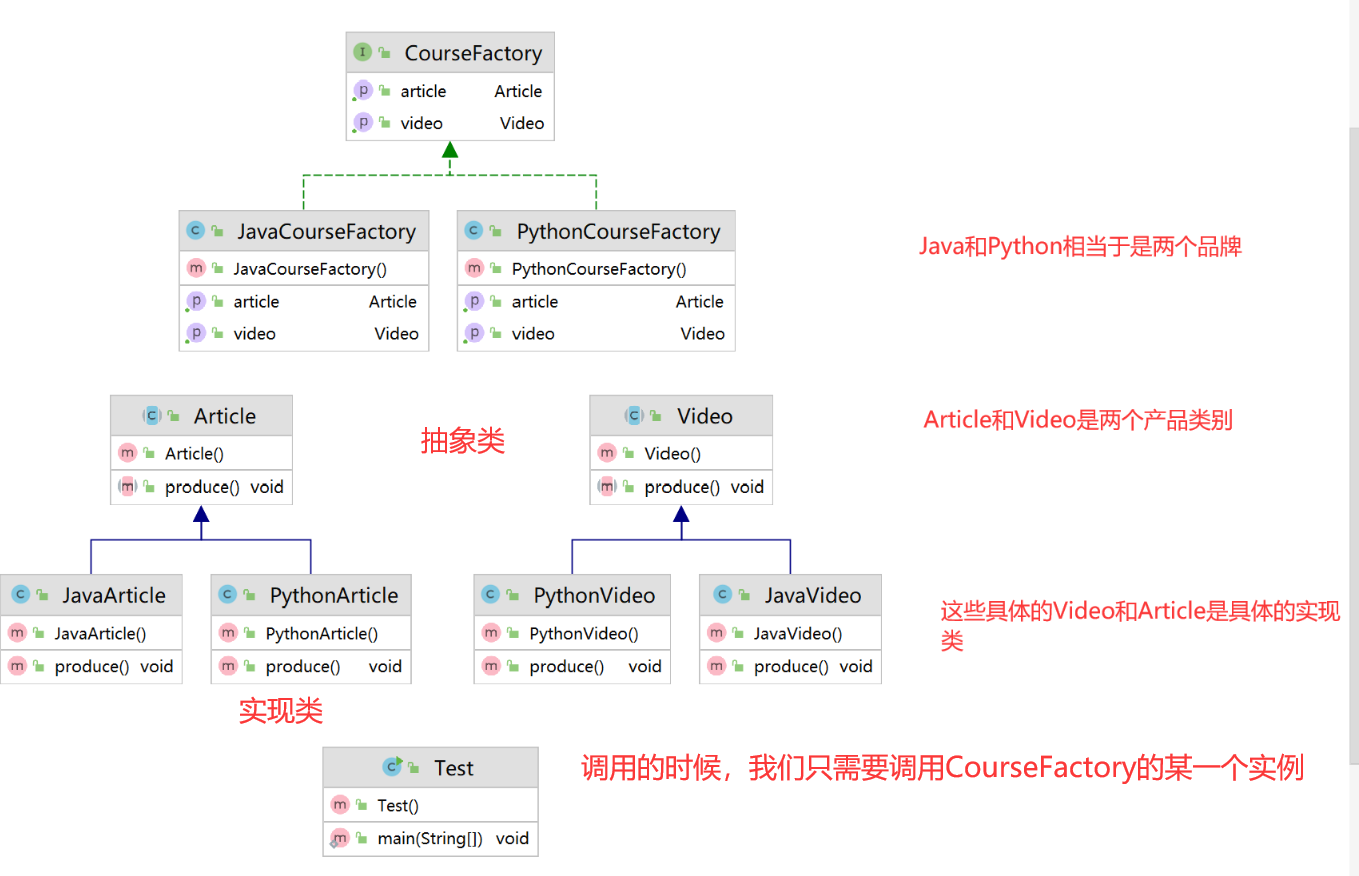 I CourseFactory
p article Article
p video Video
C JavaCourseFactory
m JavaCourseFactory()
p article Article
p video Video
C PythonCourseFactory
m PythonCourseFactory()
p article Article
p video Video
Java和Python相当于是两个品牌
C Article
m Article()
m produce() void
抽象类
C Video
m Video()
m produce() void
Article和Video是两个产品类别
C JavaArticle
m JavaArticle()
m produce() void
C PythonArticle
m PythonArticle()
m produce() void
C PythonVideo
m PythonVideo()
m produce() void
C JavaVideo
m JavaVideo()
m produce() void
这些具体的Video和Article是具体的实现
类
实现类
C Test
m Test()
m main(String[]) void
调用的时候，我们只需要调用CourseFactory的某一个实例